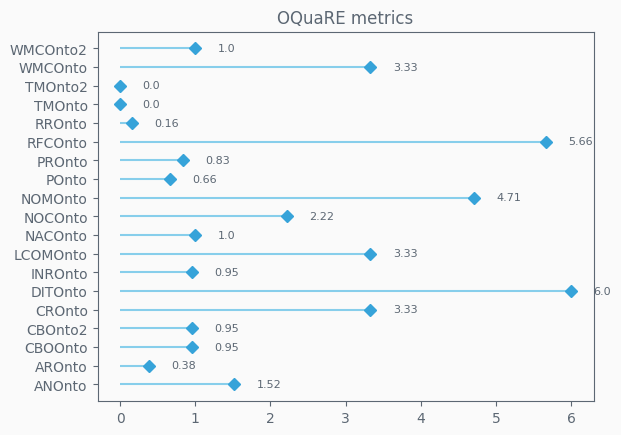 OQuaRE metrics
WMCOnto2 1.0
WMCOnto 3.33
TMOnto2 0.0
TMOnto 0.0
RROnto 0.16
RFCOnto 5.66
PROnto 0.83
POnto 0.66
NOMOnto 4.71
NOCOnto 2.22
NACOnto 1.0
LCOMOnto 3.33
INROnto 0.95
DITOnto 6.0
CROnto 3.33
CBOnto2 0.95
CBOOnto 0.95
AROnto 0.38
ANOnto 1.52
0 1 2 3 4 5 6